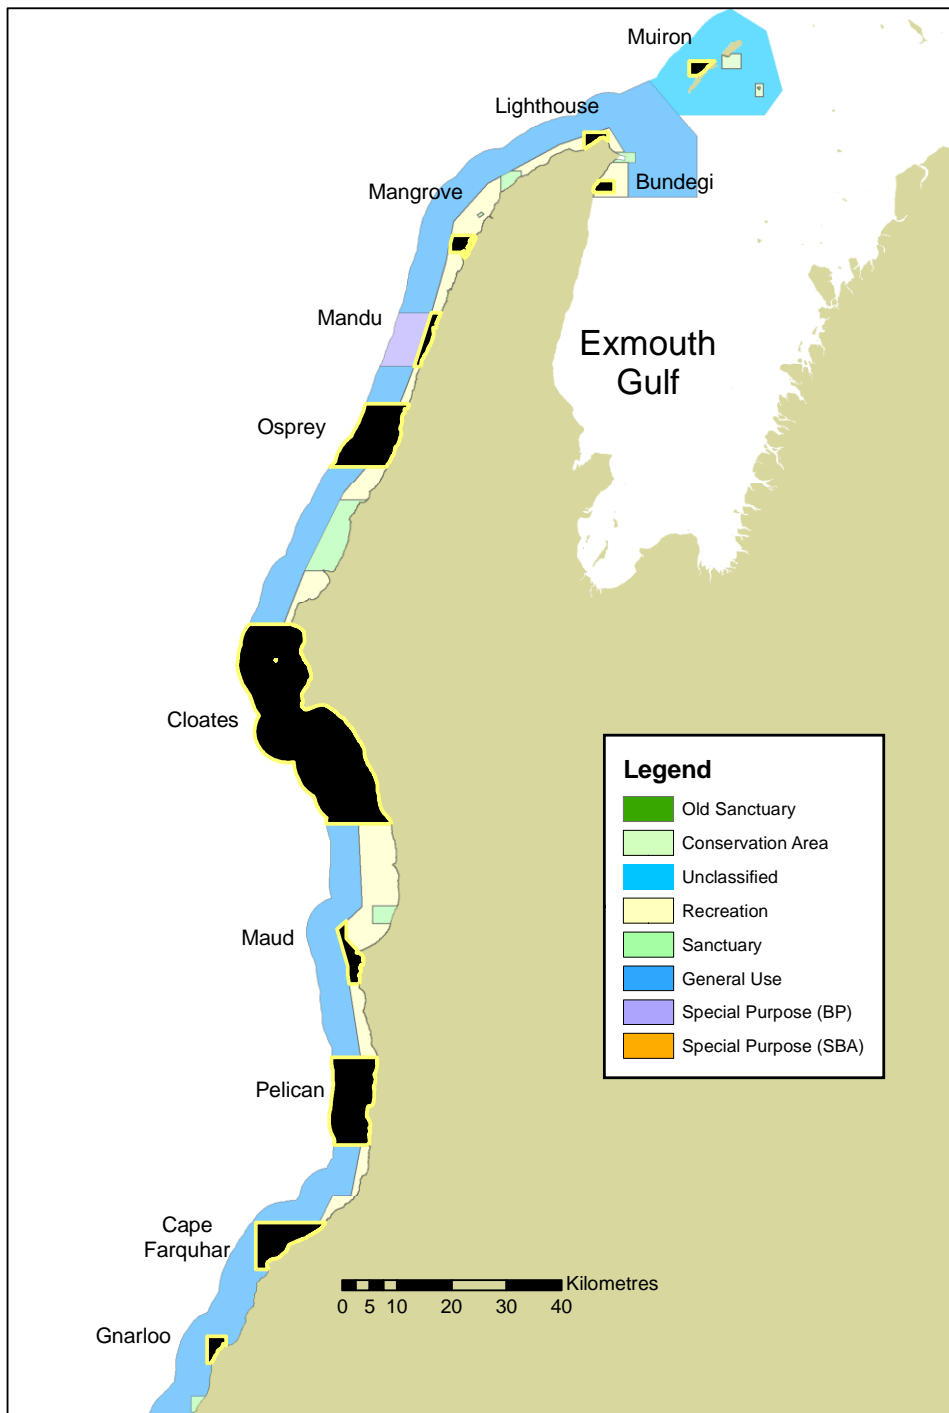 Muiron
Lighthouse
Mangrove
Bundegi
Mandu
Exmouth
Gulf
Osprey
Cloates
Legend
Old Sanctuary
Conservation Area
Unclassified
Recreation
Sanctuary
General Use
Special Purpose (BP)
Special Purpose (SBA)
Maud
Pelican
Cape
Farquhar
Kilometres
0 5 10 20 30 40
Gnarloo